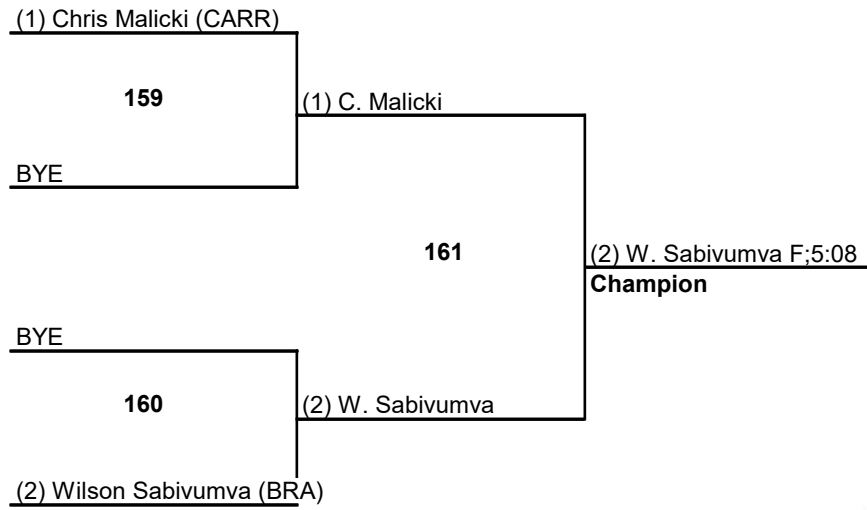 (1) Chris Malicki (CARR)
159
(1) C. Malicki
BYE
161
(2) W. Sabivumva F;5:08
Champion
BYE
160
(2) W. Sabivumva
(2) Wilson Sabivumva (BRA)